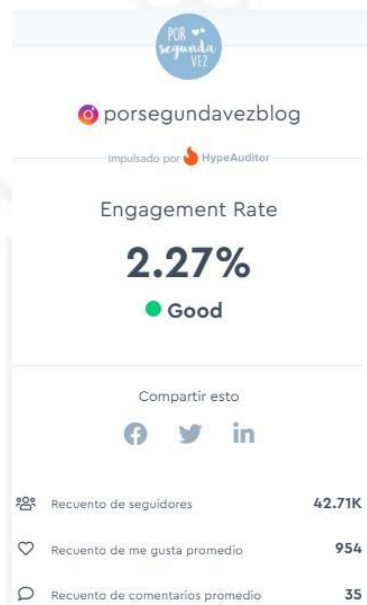 POR
segunda
VEZ
porsegundavezblog
Impulsado por HypeAuditor
Engagement Rate
2.27%
Good
Compartir esto
Recuento de seguidores 42.71K
Recuento de me gusta promedio 954
Recuento de comentarios promedio 35